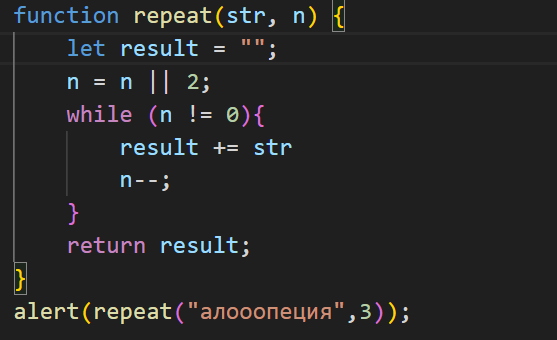 function repeat(str, n) {
    let result = "";
    n = n || 2;
    while (n != 0){
        result += str
        n--;
    }
    return result;
}
alert(repeat("алооопеция",3));